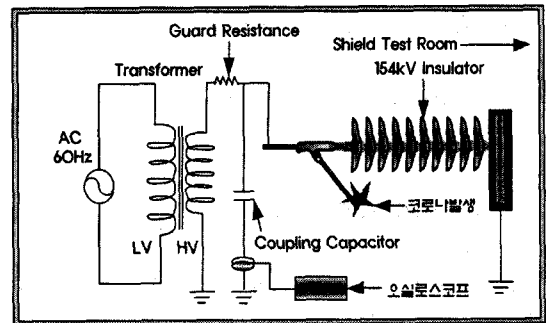 Guard Resistance
Shield Test Room
Transformer
154kV Insulator
AC
60Hz
코로나발생
LV
HV
Coupling Capacitor
오실로스코프